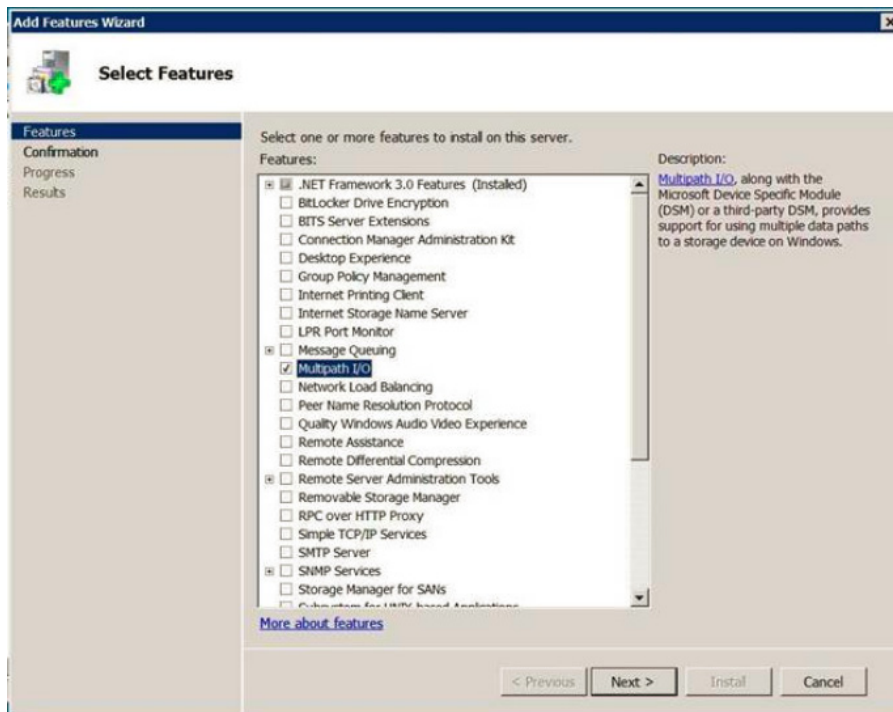 Add Features Wizard
Select Features
Features
Confirmation
Progress
Results
Select one or more features to install on this server.
Features:
.NET Framework 3.0 Features (Installed)
BitLocker Drive Encryption
BITS Server Extensions
Connection Manager Administration Kit
Desktop Experience
Group Policy Management
Internet Printing Client
Internet Storage Name Server
LPR Port Monitor
Message Queuing
Multipath I/O
Network Load Balancing
Peer Name Resolution Protocol
Quality Windows Audio Video Experience
Remote Assistance
Remote Differential Compression
Remote Server Administration Tools
Removable Storage Manager
RPC over HTTP Proxy
Simple TCP/IP Services
SMTP Server
SNMP Services
Storage Manager for SANs
Subsystem for UNIX-based Applications
More about features
Description:
Multipath I/O, along with the
Microsoft Device Specific Module
(DSM) or a third-party DSM, provides
support for using multiple data paths
to a storage device on Windows.
< Previous
Next >
Install
Cancel